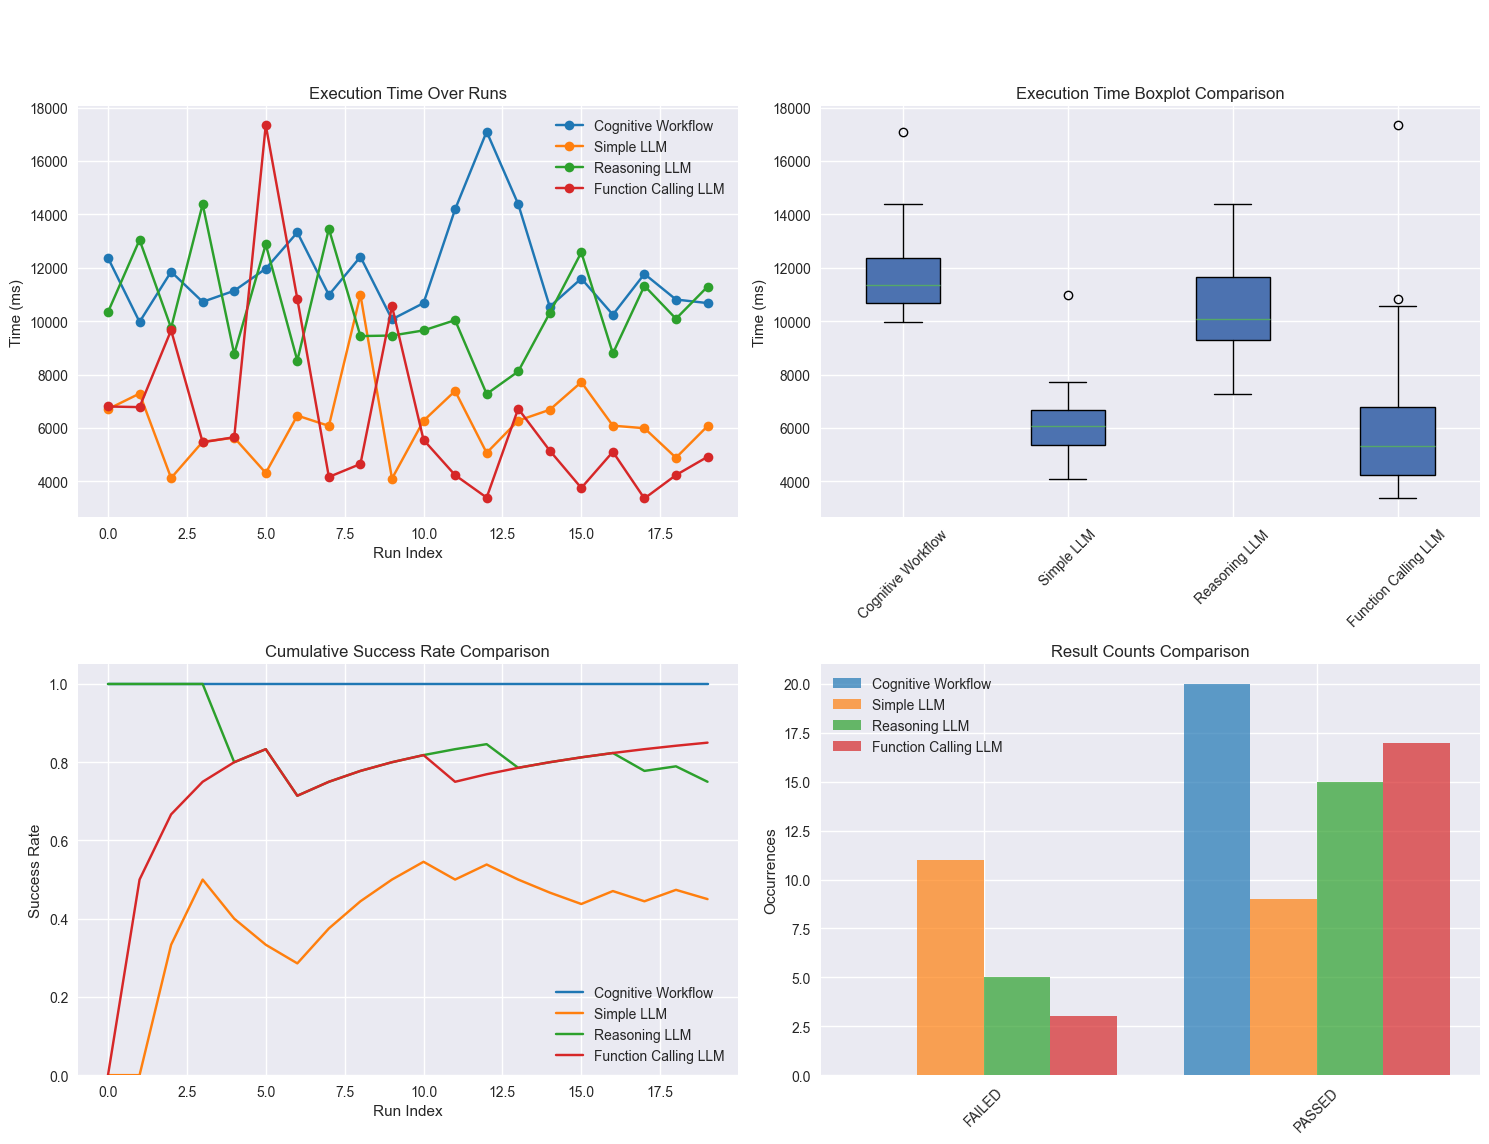 Execution Time Over Runs
18000
16000
14000
12000
10000
8000
6000
4000
Time (ms)
Cognitive Workflow
Simple LLM
Reasoning LLM
Function Calling LLM
0.0 2.5 5.0 7.5 10.0 12.5 15.0 17.5
Run Index
Execution Time Boxplot Comparison
18000
16000
14000
12000
10000
8000
6000
4000
Time (ms)
Cognitive Workflow
Simple LLM
Reasoning LLM
Function Calling LLM
Cumulative Success Rate Comparison
1.0
0.8
0.6
0.4
0.2
0.0
Success Rate
Cognitive Workflow
Simple LLM
Reasoning LLM
Function Calling LLM
0.0 2.5 5.0 7.5 10.0 12.5 15.0 17.5
Run Index
Result Counts Comparison
20.0
17.5
15.0
12.5
10.0
7.5
5.0
2.5
0.0
Occurrences
Cognitive Workflow
Simple LLM
Reasoning LLM
Function Calling LLM
FAILED
PASSED